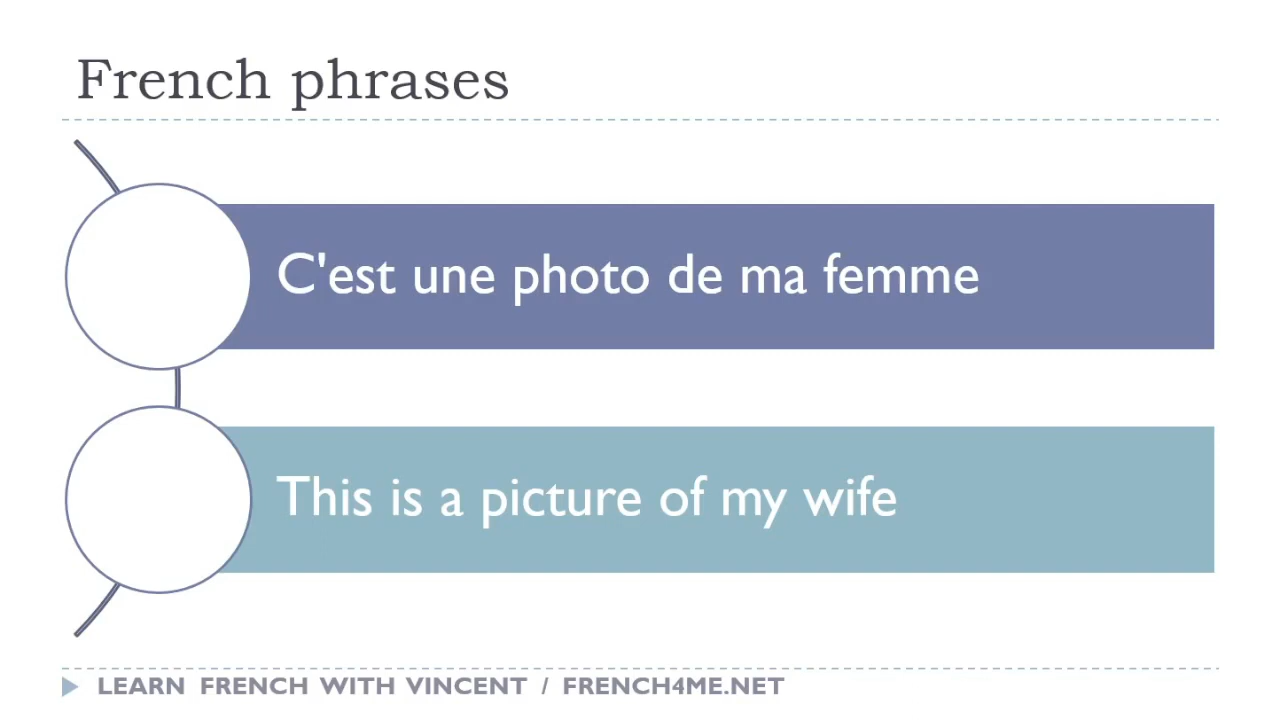 French phrases
C'est une photo de ma femme
This is a picture of my wife
LEARN FRENCH WITH VINCENT / FRENCH4ME.NET